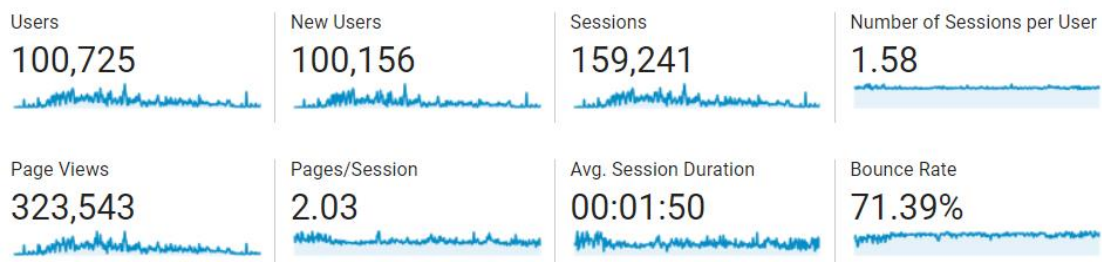 Users
100,725
New Users
100,156
Sessions
159,241
Number of Sessions per User
1.58
Page Views
323,543
Pages/Session
2.03
Avg. Session Duration
00:01:50
Bounce Rate
71.39%